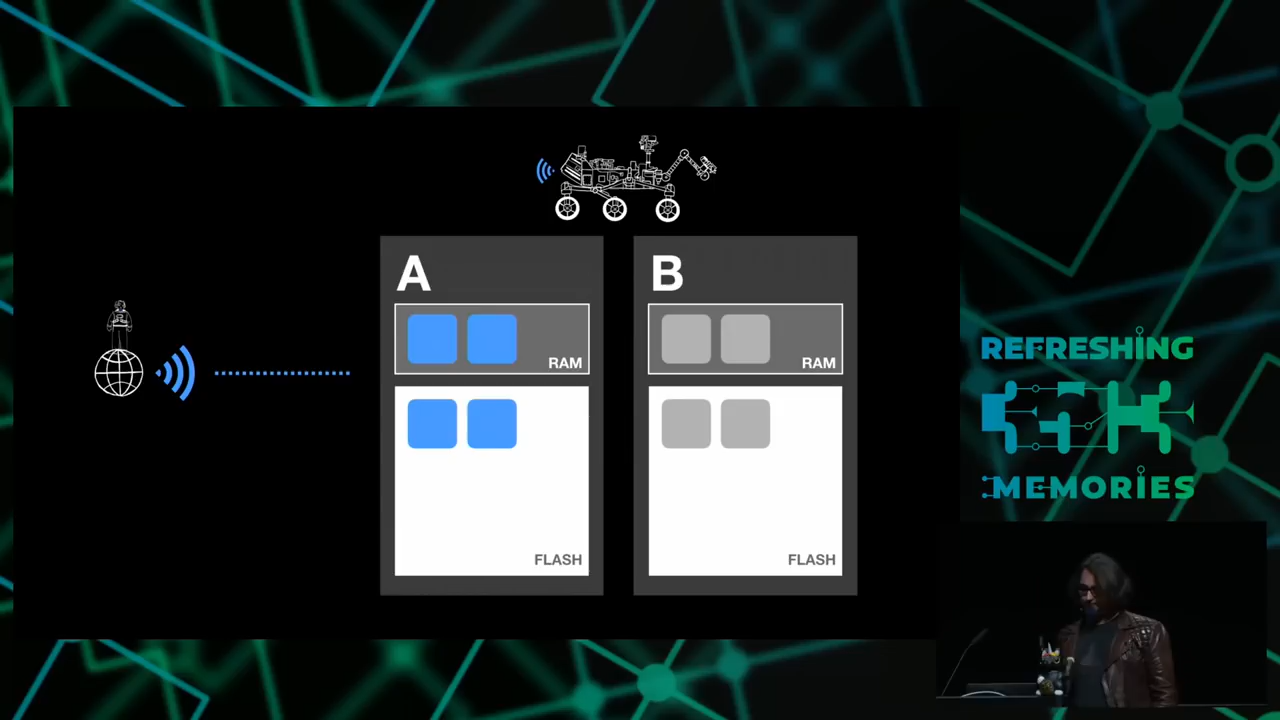 A
B
RAM
RAM
FLASH
FLASH
REFRESHING
MEMORIES